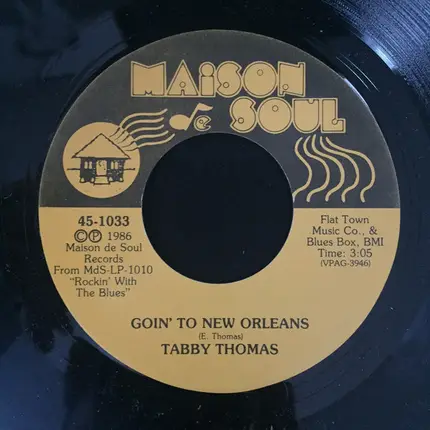 MAISON
de SOUL
45-1033
© ℗ 1986
Maison de Soul
Records
From MdS-LP-1010
"Rockin' With
The Blues"
Flat Town
Music Co., &
Blues Box, BMI
Time: 3:05
(VPAG-3946)
GOIN' TO NEW ORLEANS
(E. Thomas)
TABBY THOMAS